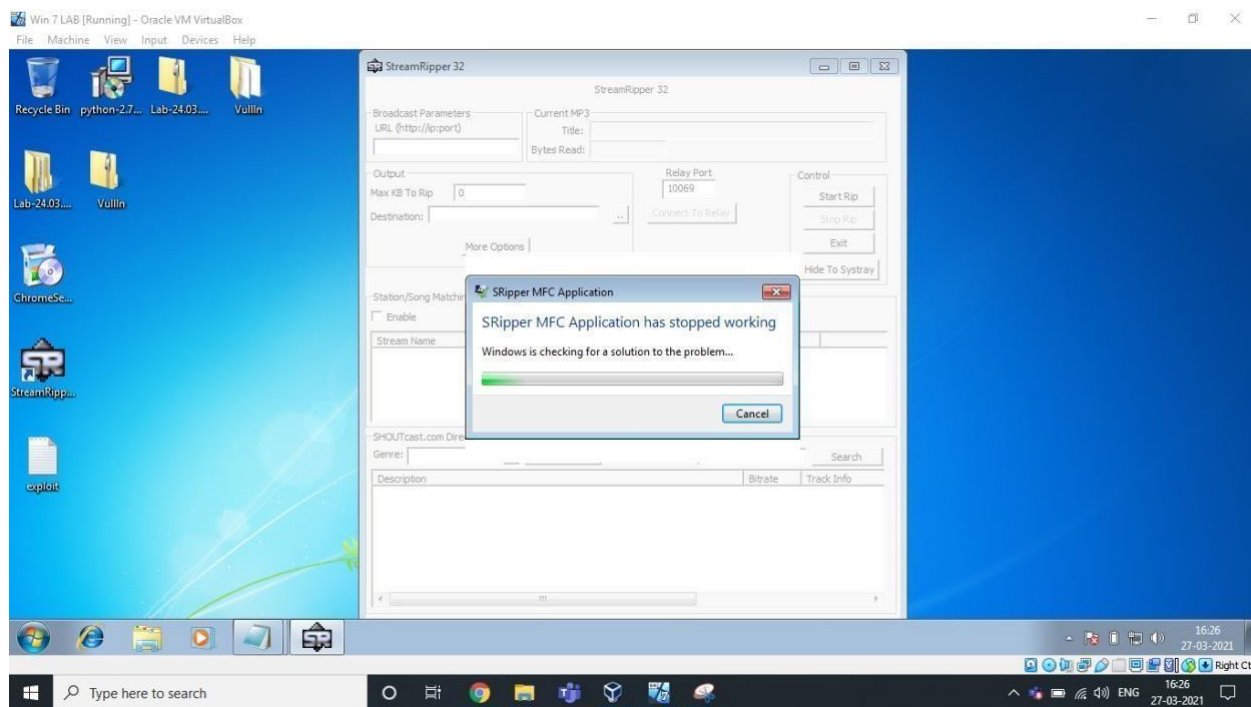 Win 7 LAB [Running] - Oracle VM VirtualBox
File Machine View Input Devices Help
Recycle Bin
python-2.7...
Lab-24.03....
Vulln
Lab-24.03....
Vulln
ChromeSe...
StreamRipp...
exploit
StreamRipper 32
StreamRipper 32
Broadcast Parameters
URL (http://ip:port)
Current MP3
Title:
Bytes Read:
Output
Max KB To Rip
0
Destination:
..
More Options
Relay Port
10069
Connect To Relay
Control
Start Rip
Stop Rip
Exit
Hide To Systray
Station/Song Matchin
Enable
Stream Name
SRipper MFC Application
SRipper MFC Application has stopped working
Windows is checking for a solution to the problem...
Cancel
SHOUTcast.com Dire
Genre:
Search
Description
Bitrate
Track Info
16:26
27-03-2021
Right Ct
Type here to search
ENG
16:26
27-03-2021